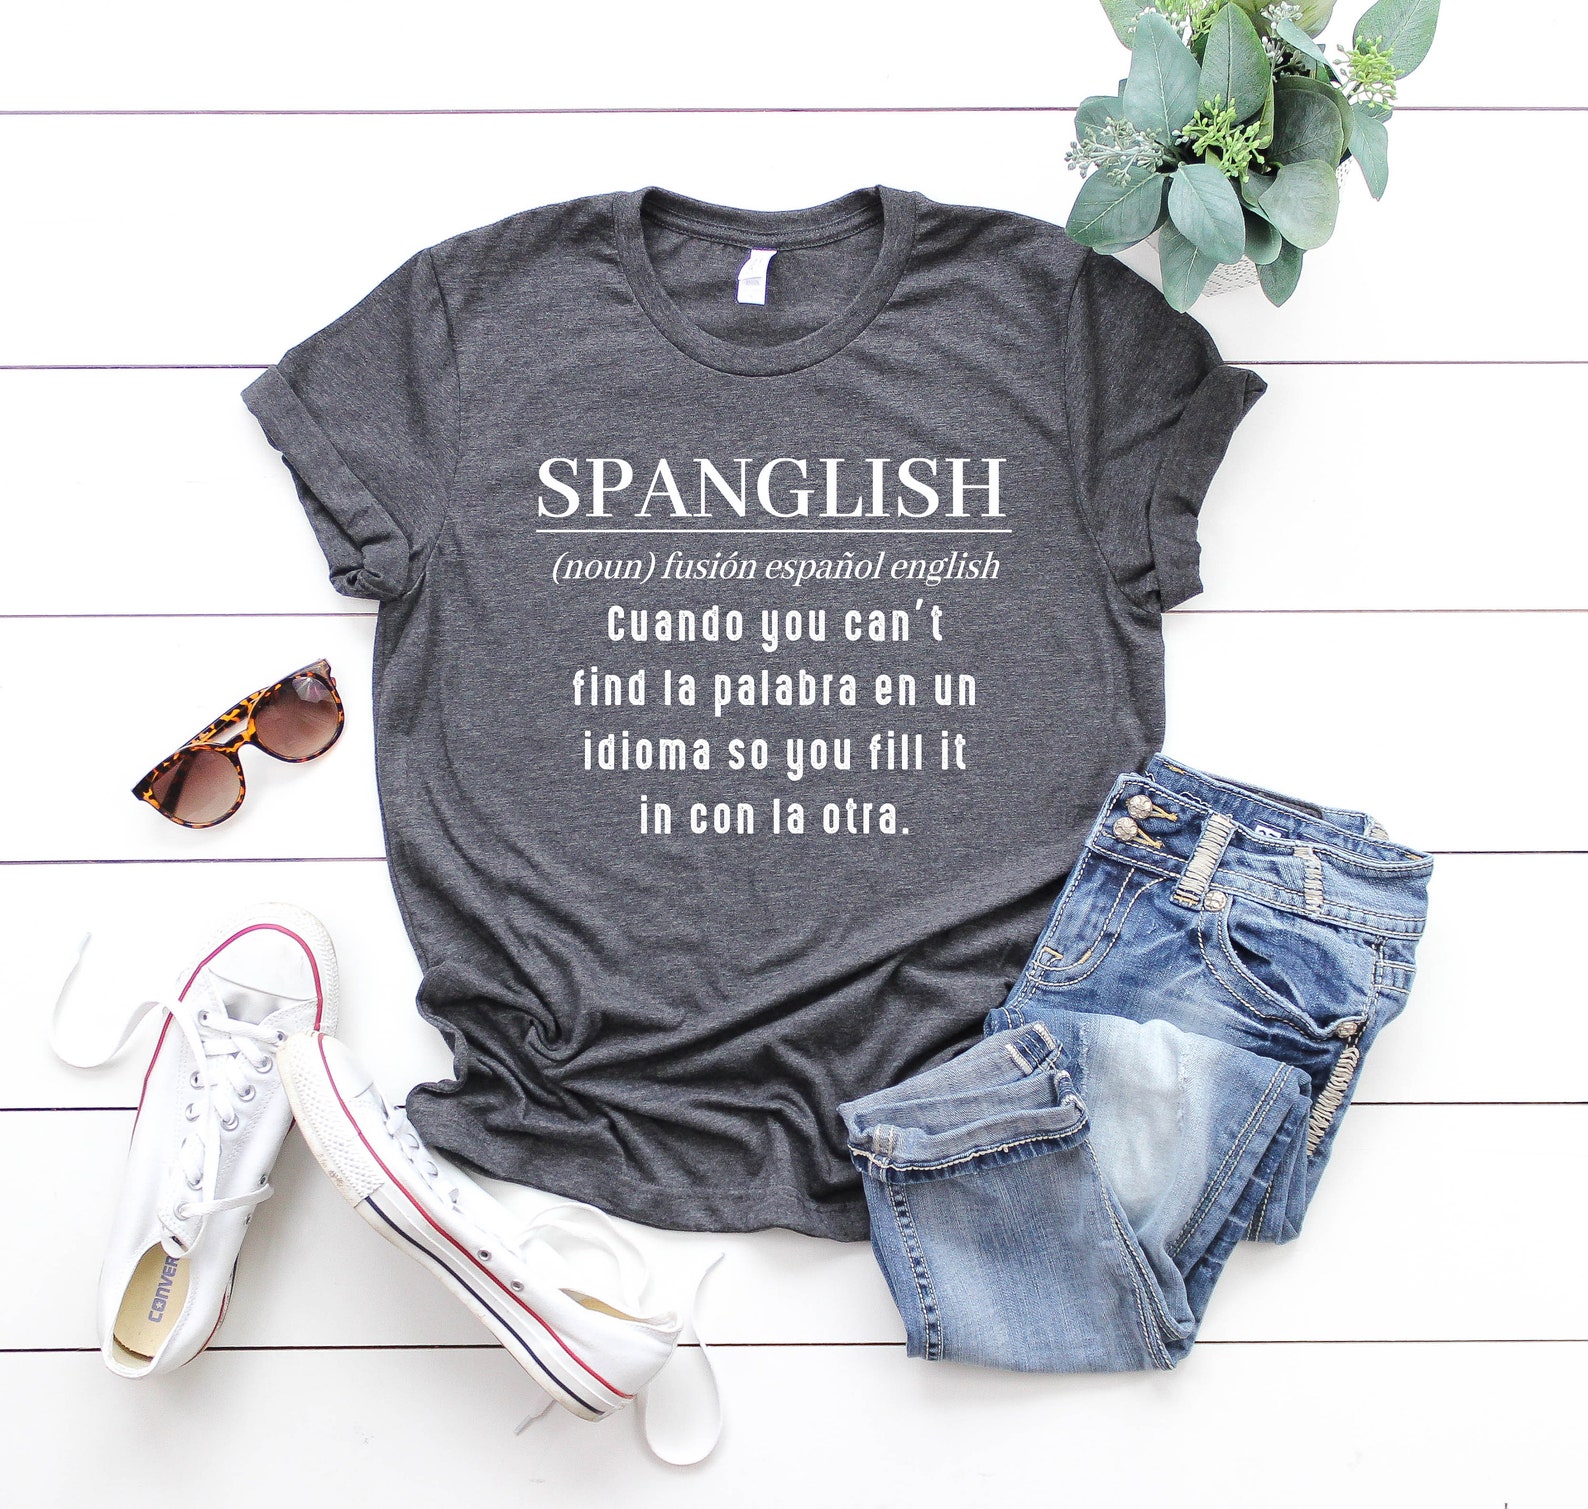 SPANGLISH
(noun) fusión español english
Cuando you can't
find la palabra en un
idioma so you fill it
in con la otra.
CONVER